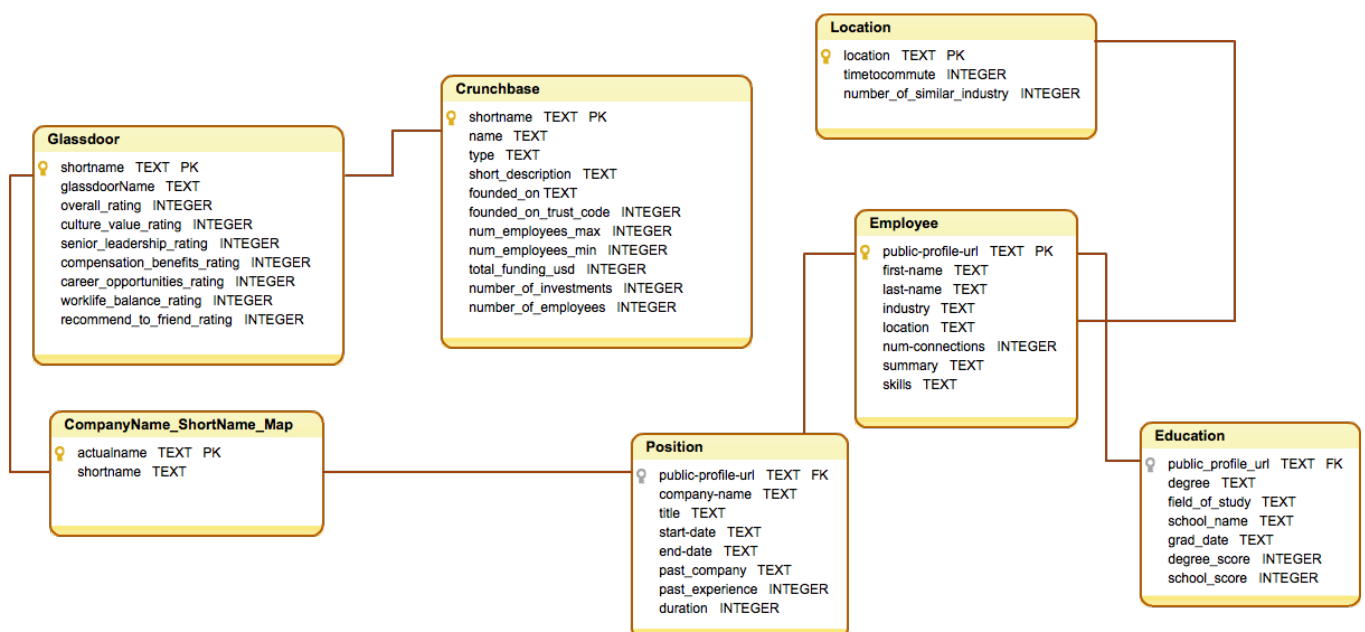 Location
location TEXT PK
timetocommute INTEGER
number_of_similar_industry INTEGER
Crunchbase
shortname TEXT PK
name TEXT
type TEXT
short_description TEXT
founded_on TEXT
founded_on_trust_code INTEGER
num_employees_max INTEGER
num_employees_min INTEGER
total_funding_usd INTEGER
number_of_investments INTEGER
number_of_employees INTEGER
Glassdoor
shortname TEXT PK
glassdoorName TEXT
overall_rating INTEGER
culture_value_rating INTEGER
senior_leadership_rating INTEGER
compensation_benefits_rating INTEGER
career_opportunities_rating INTEGER
worklife_balance_rating INTEGER
recommend_to_friend_rating INTEGER
Employee
public-profile-url TEXT PK
first-name TEXT
last-name TEXT
industry TEXT
location TEXT
num-connections INTEGER
summary TEXT
skills TEXT
CompanyName_ShortName_Map
actualname TEXT PK
shortname TEXT
Position
public-profile-url TEXT FK
company-name TEXT
title TEXT
start-date TEXT
end-date TEXT
past_company TEXT
past_experience INTEGER
duration INTEGER
Education
public_profile_url TEXT FK
degree TEXT
field_of_study TEXT
school_name TEXT
grad_date TEXT
degree_score INTEGER
school_score INTEGER